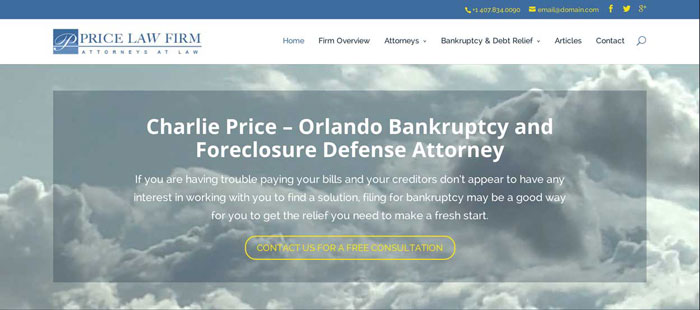 +1.407.834.0090 email@domain.com
PRICE LAW FIRM
ATTORNEYS AT LAW
Home Firm Overview Attorneys Bankruptcy & Debt Relief Articles Contact
Charlie Price – Orlando Bankruptcy and
Foreclosure Defense Attorney
If you are having trouble paying your bills and your creditors don't appear to have any
interest in working with you to find a solution, filing for bankruptcy may be a good way
for you to get the relief you need to make a fresh start.
CONTACT US FOR A FREE CONSULTATION